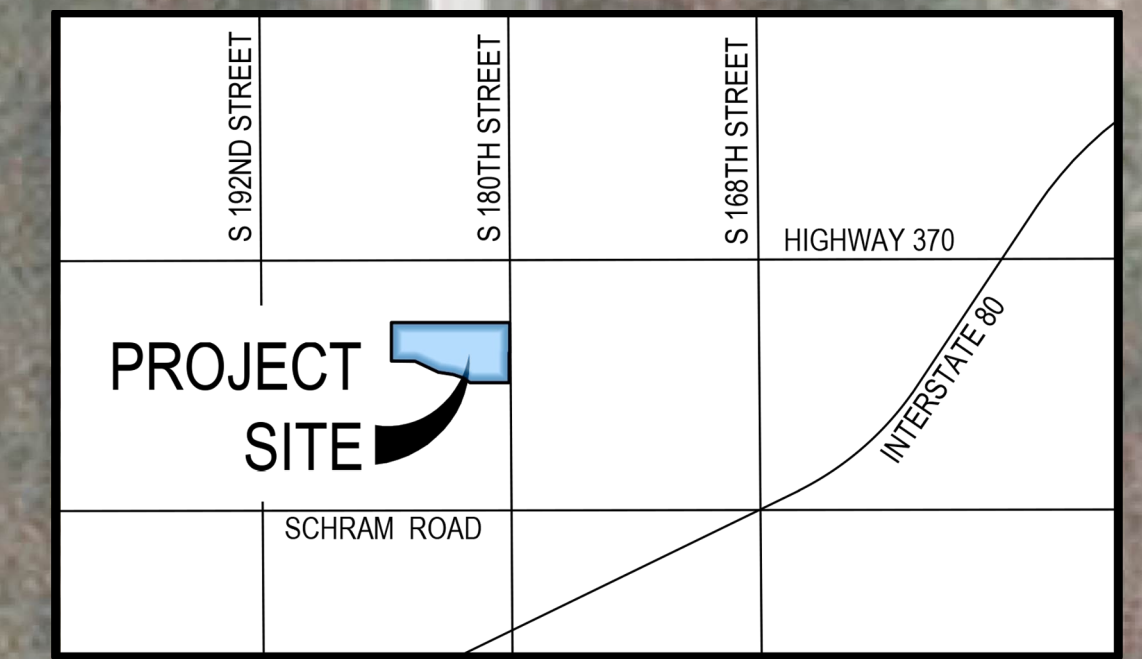 S 192ND STREET
S 180TH STREET
S 168TH STREET
HIGHWAY 370
PROJECT
SITE
INTERSTATE 80
SCHRAM ROAD